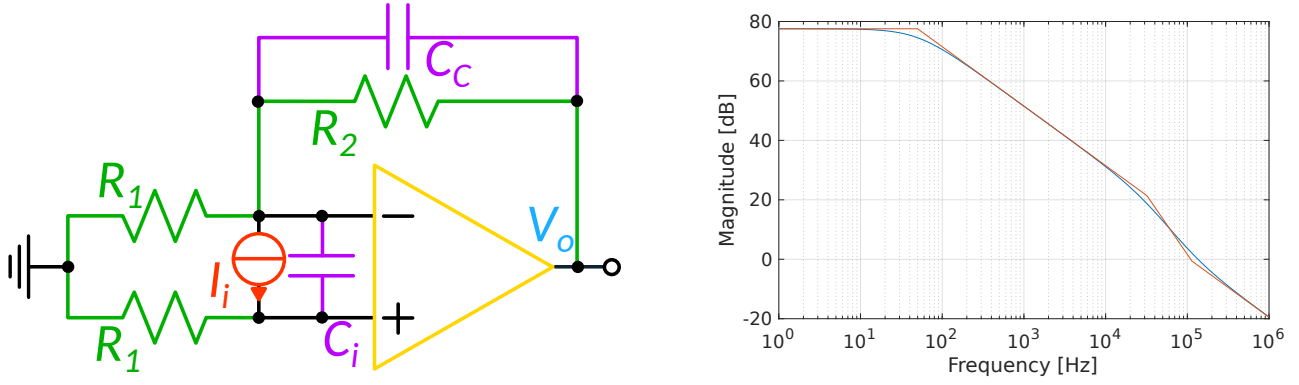 C_C
R_2
R_1
V_o
I_i
− 
+
R_1
C_i
Magnitude [dB]
80
60
40
20
0
-20
10^0
10^1
10^2
10^3
10^4
10^5
10^6
Frequency [Hz]